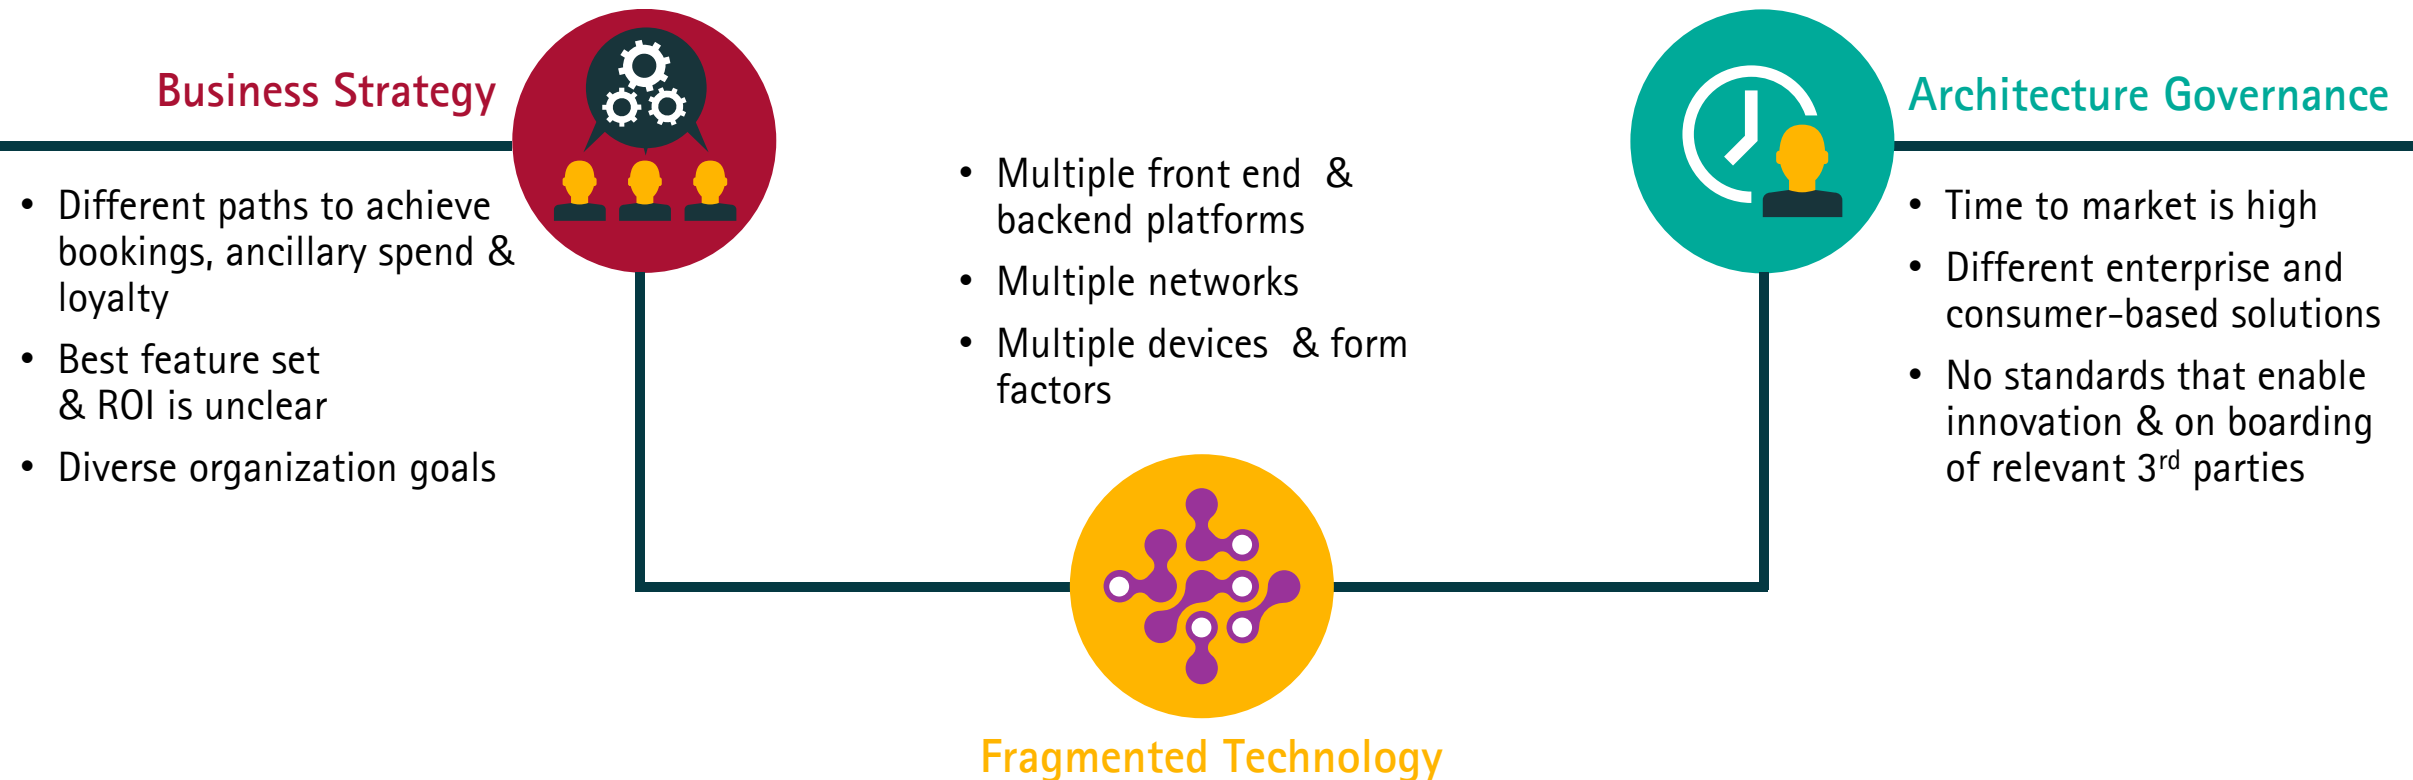 Business Strategy
• Different paths to achieve
bookings, ancillary spend &
loyalty
• Best feature set
& ROI is unclear
• Diverse organization goals
• Multiple front end & 
backend platforms
• Multiple networks
• Multiple devices & form
factors
Fragmented Technology
Architecture Governance
• Time to market is high
• Different enterprise and
consumer-based solutions
• No standards that enable
innovation & on boarding
of relevant 3rd parties